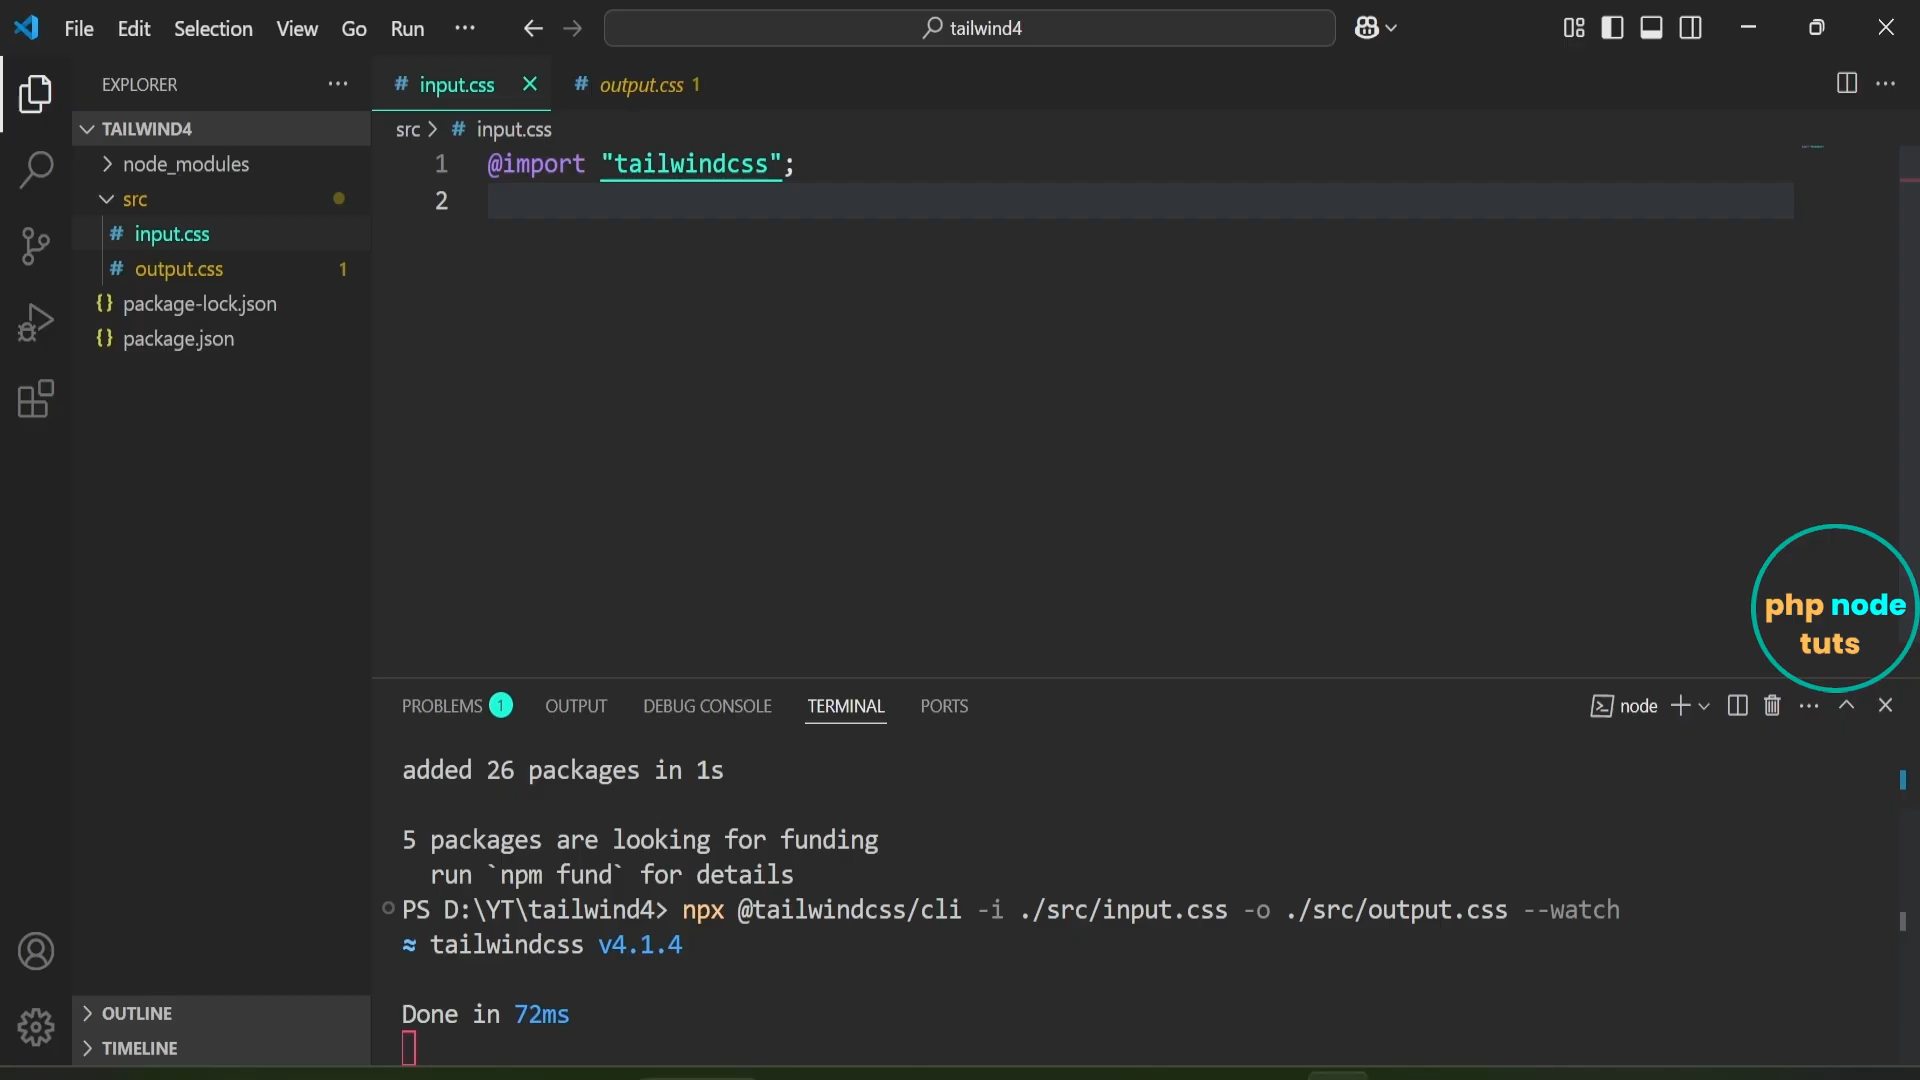 File Edit Selection View Go Run ··· tailwind4
EXPLORER ···
TAILWIND4
node_modules
src
# input.css
# output.css 1
{} package-lock.json
{} package.json
OUTLINE
TIMELINE
# input.css # output.css 1
src > # input.css
1 @import "tailwindcss";
2
php node
tuts
PROBLEMS 1 OUTPUT DEBUG CONSOLE TERMINAL PORTS node
added 26 packages in 1s
5 packages are looking for funding
run `npm fund` for details
PS D:\YT\tailwind4> npx @tailwindcss/cli -i ./src/input.css -o ./src/output.css --watch
≈ tailwindcss v4.1.4
Done in 72ms